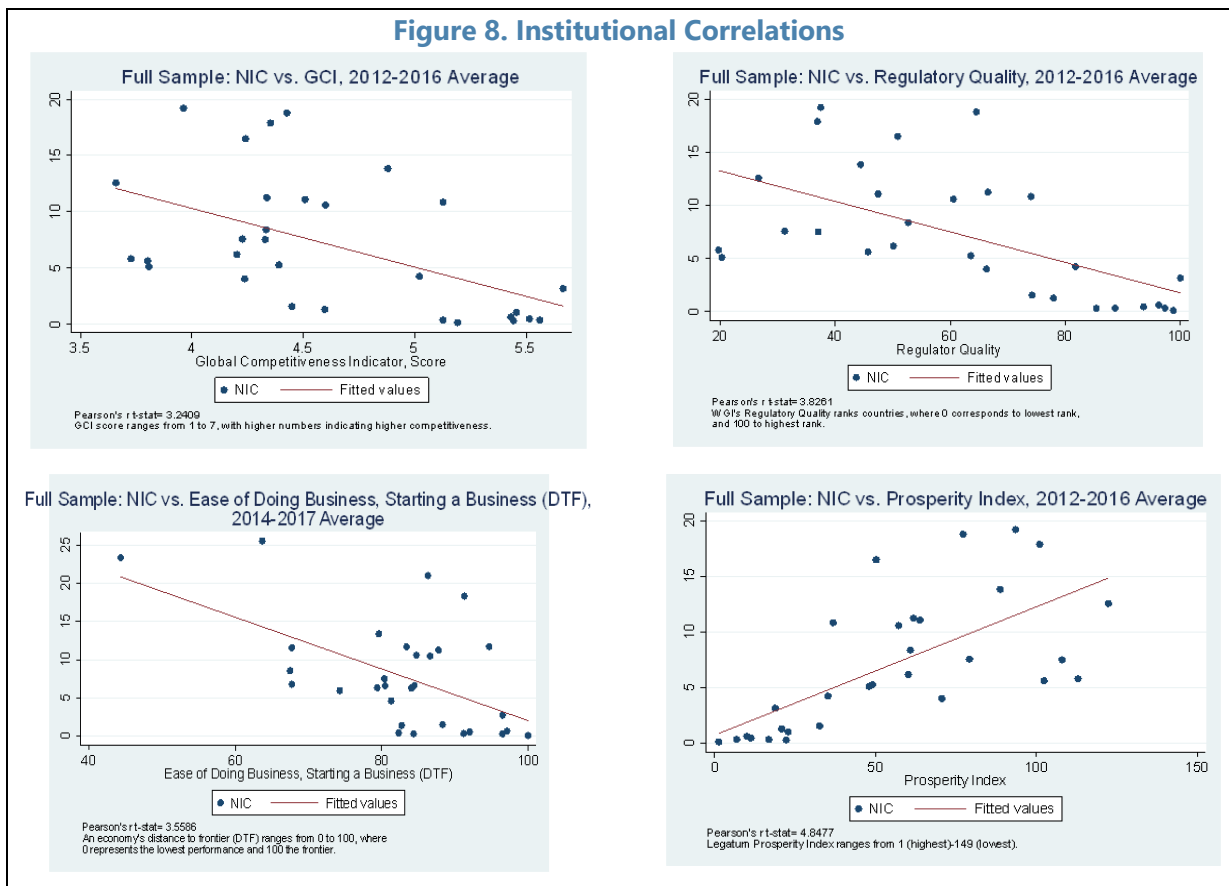 Figure 8. Institutional Correlations
Full Sample: NIC vs. GCI, 2012-2016 Average
20
15
10
5
0
3.5 4 4.5 5 5.5
Global Competitiveness Indicator, Score
NIC Fitted values
Pearson's r t-stat= 3.2409
GCI score ranges from 1 to 7, with higher numbers indicating higher competitiveness.
Full Sample: NIC vs. Regulatory Quality, 2012-2016 Average
20
15
10
5
0
20 40 60 80 100
Regulator Quality
NIC Fitted values
Pearson's r t-stat= 3.8261
WGI's Regulatory Quality ranks countries, where 0 corresponds to lowest rank,
and 100 to highest rank.
Full Sample: NIC vs. Ease of Doing Business, Starting a Business (DTF),
2014-2017 Average
25
20
15
10
5
0
40 60 80 100
Ease of Doing Business, Starting a Business (DTF)
NIC Fitted values
Pearson's r t-stat= 3.5586
An economy's distance to frontier (DTF) ranges from 0 to 100, where
0 represents the lowest performance and 100 the frontier.
Full Sample: NIC vs. Prosperity Index, 2012-2016 Average
20
15
10
5
0
0 50 100 150
Prosperity Index
NIC Fitted values
Pearson's r t-stat= 4.8477
Legatum Prosperity Index ranges from 1 (highest)-149 (lowest).